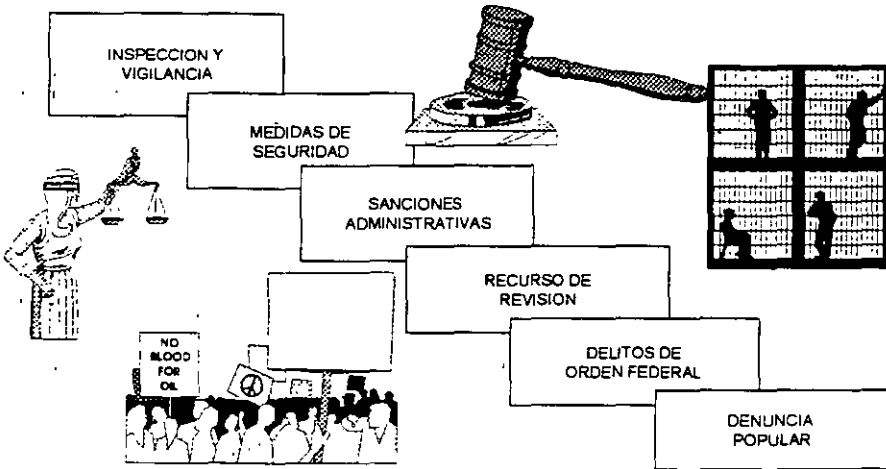 INSPECCION Y
VIGILANCIA
MEDIDAS DE
SEGURIDAD
SANCIONES
ADMINISTRATIVAS
RECURSO DE
REVISION
NO
BLOOD
FOR
OIL
DELITOS DE
ORDEN FEDERAL
DENUNCIA
POPULAR